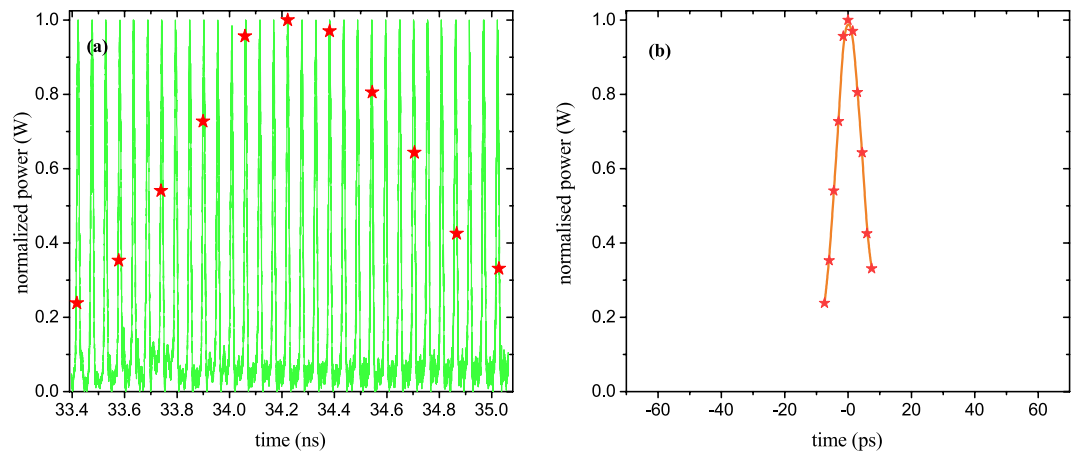 (a)
normalized power (W)
1.0
0.8
0.6
0.4
0.2
0.0
33.4 33.6 33.8 34.0 34.2 34.4 34.6 34.8 35.0
time (ns)
(b)
normalised power (W)
1.0
0.8
0.6
0.4
0.2
0.0
-60 -40 -20 -0 20 40 60
time (ps)